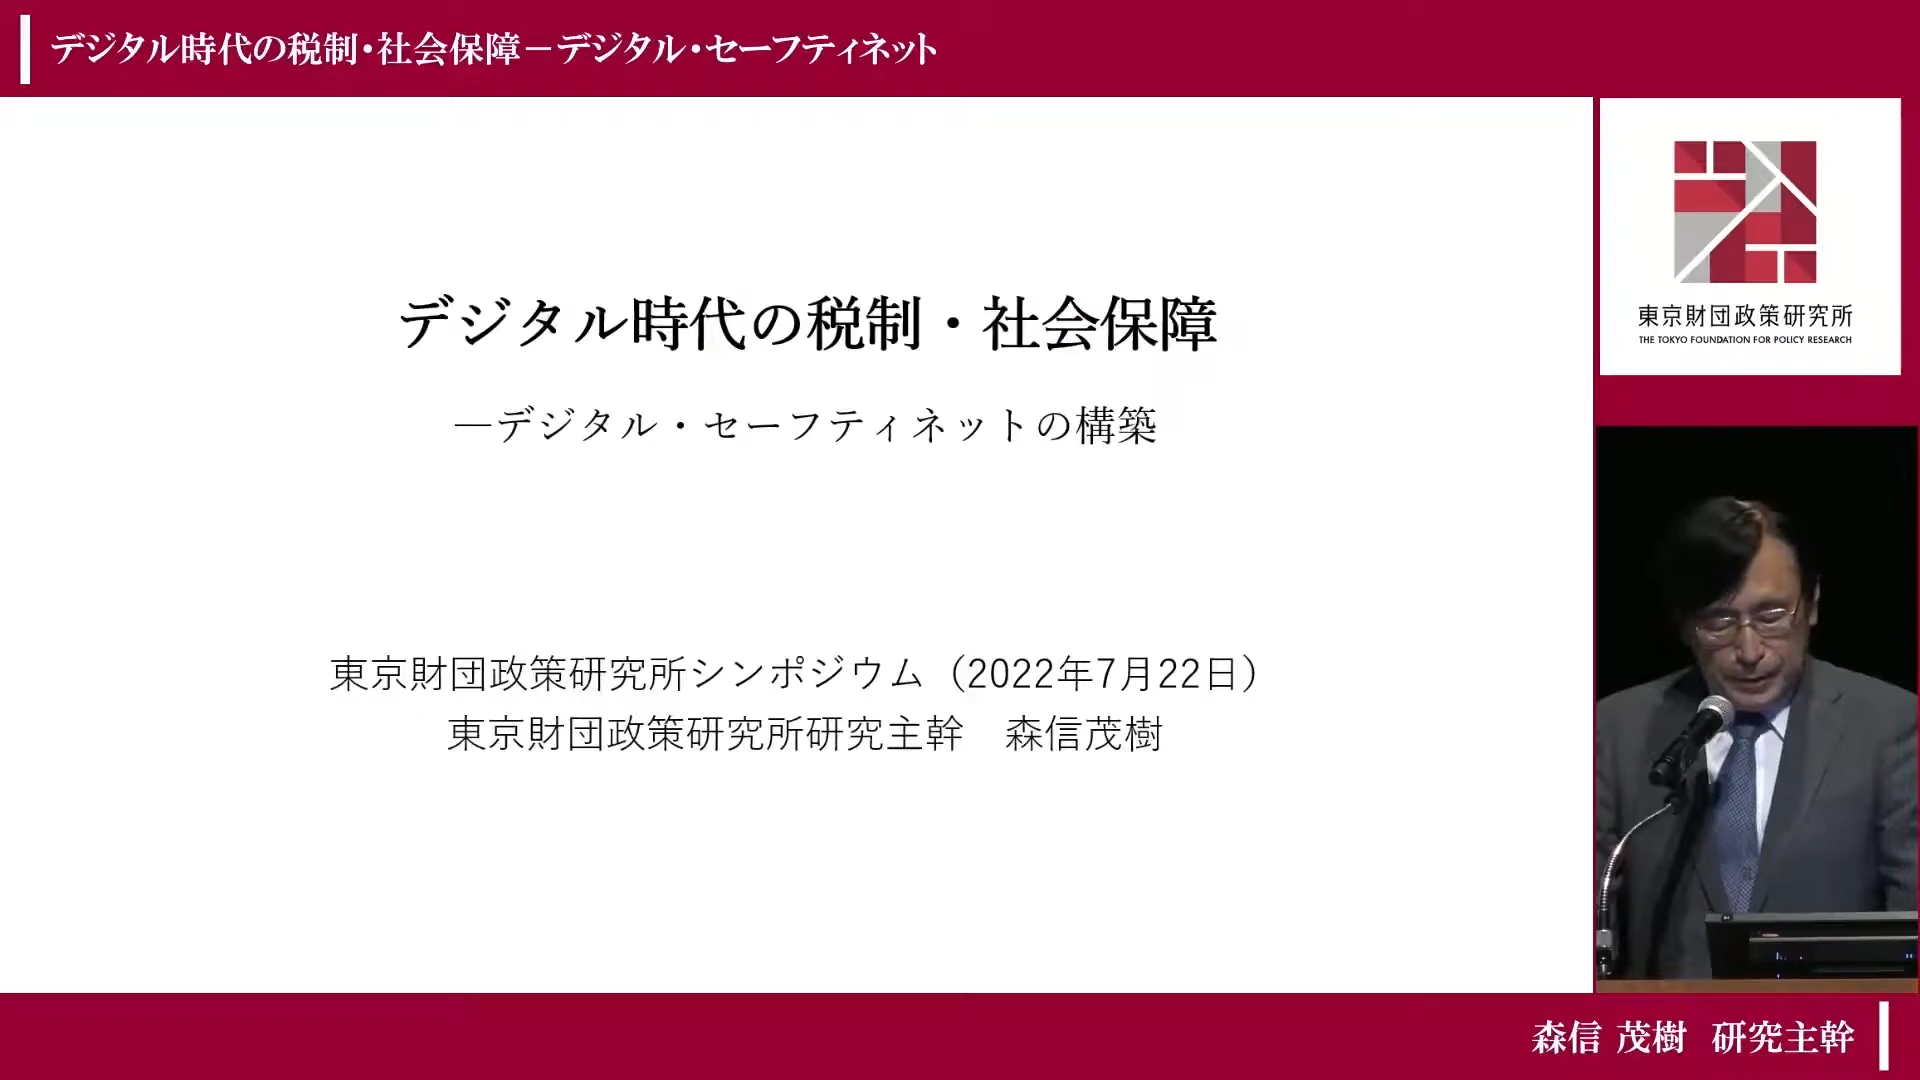 デジタル時代の税制・社会保障－デジタル・セーフティネット
デジタル時代の税制・社会保障
―デジタル・セーフティネットの構築
東京財団政策研究所シンポジウム（2022年7月22日）
東京財団政策研究所研究主幹　森信茂樹
東京財団政策研究所
THE TOKYO FOUNDATION FOR POLICY RESEARCH
森信 茂樹 研究主幹